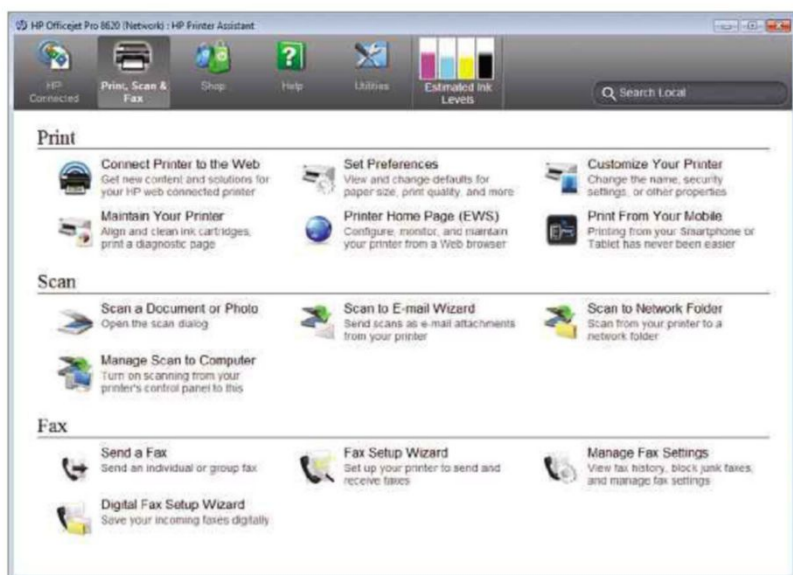 HP Officejet Pro 8620 (Network) : HP Printer Assistant
HP Connected
Print, Scan & Fax
Shop
Help
Utilities
Estimated Ink Levels
Search Local
Print
Connect Printer to the Web
Get new content and solutions for
your HP web connected printer
Set Preferences
View and change defaults for
paper size, print quality, and more
Customize Your Printer
Change the name, security
settings, or other properties
Maintain Your Printer
Align and clean ink cartridges,
print a diagnostic page
Printer Home Page (EWS)
Configure, monitor, and maintain
your printer from a Web browser
Print From Your Mobile
Printing from your Smartphone or
Tablet has never been easier
Scan
Scan a Document or Photo
Open the scan dialog
Scan to E-mail Wizard
Send scans as e-mail attachments
from your printer
Scan to Network Folder
Scan from your printer to a
network folder
Manage Scan to Computer
Turn on scanning from your
printer's control panel to this
Fax
Send a Fax
Send an individual or group fax
Fax Setup Wizard
Set up your printer to send and
receive faxes
Manage Fax Settings
View fax history, block junk faxes,
and manage fax settings
Digital Fax Setup Wizard
Save your incoming faxes digitally